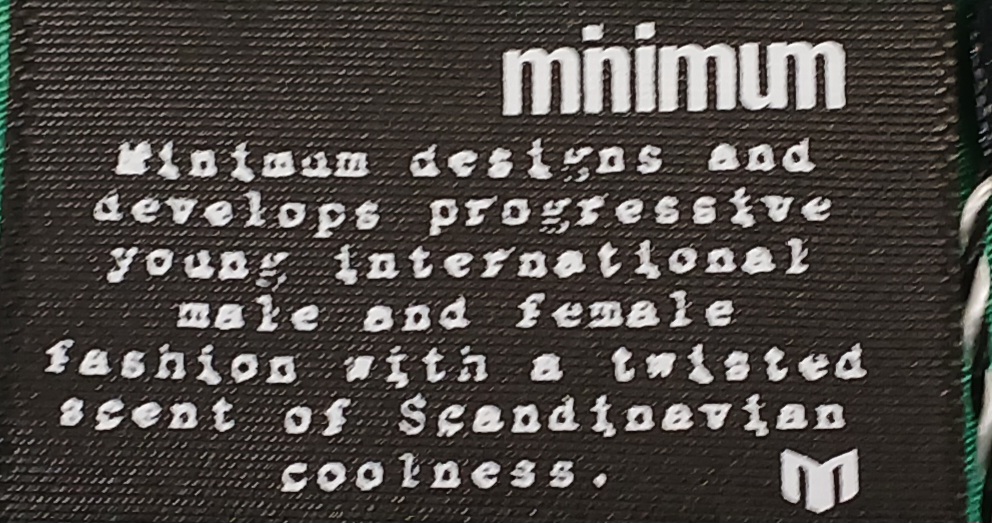 minimum
Minimum designs and
develops progressive
young international
male and female
fashion with a twisted
scent of Scandinavian
coolness.